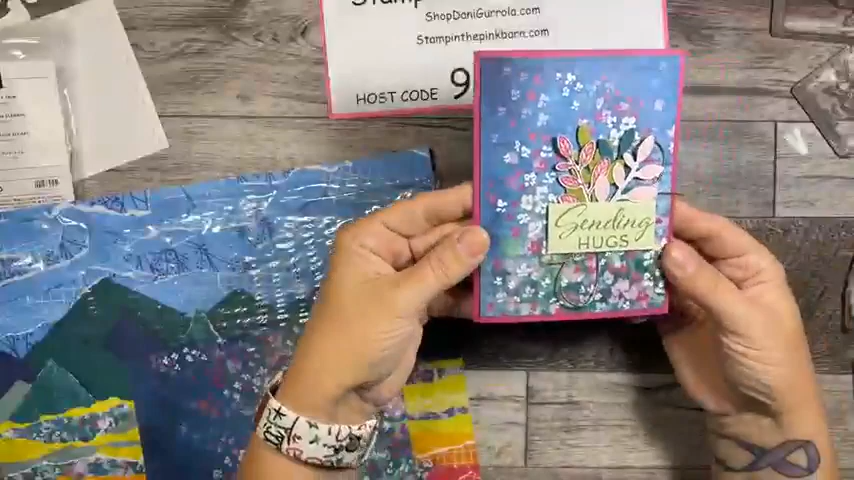 ShopDaniGurrola.com
Stampinthepinkbarn.com
HOST CODE 9
Sending
HUGS